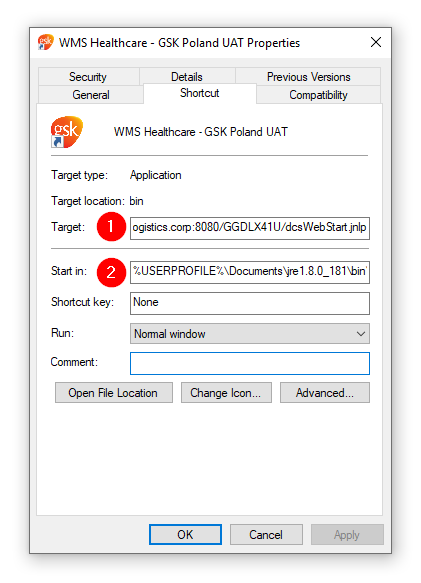 gsk WMS Healthcare - GSK Poland UAT Properties
Security Details Previous Versions
General Shortcut Compatibility
gsk WMS Healthcare - GSK Poland UAT
Target type: Application
Target location: bin
Target: 1 ogistics.corp:8080/GGDLX41U/dcsWebStart.jnlp
Start in: 2 %USERPROFILE%\Documents\jre1.8.0_181\bin
Shortcut key: None
Run: Normal window
Comment:
Open File Location Change Icon... Advanced...
OK Cancel Apply